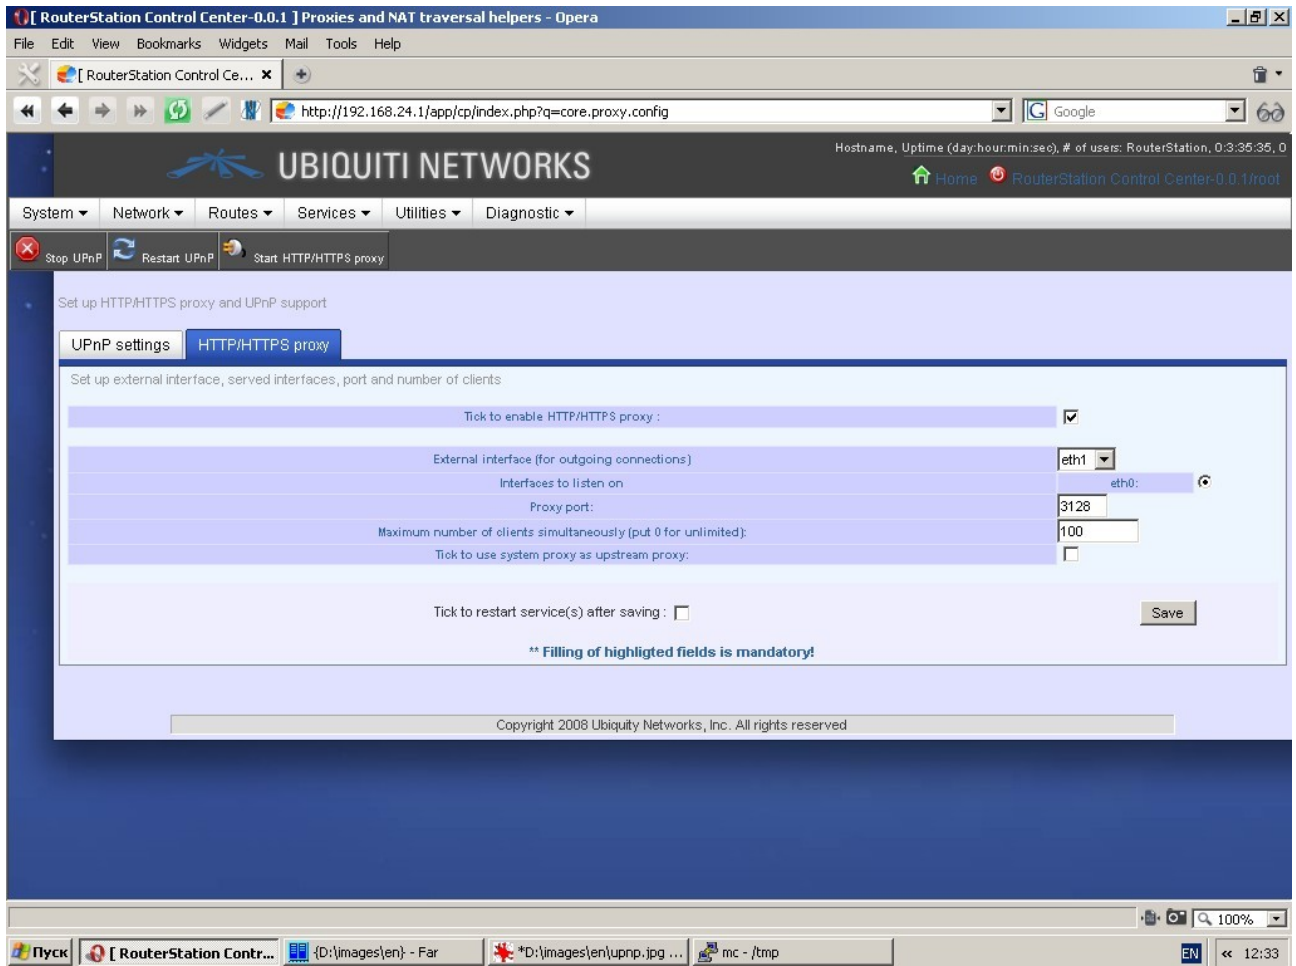 [ RouterStation Control Center-0.0.1 ] Proxies and NAT traversal helpers - Opera
File Edit View Bookmarks Widgets Mail Tools Help
[ RouterStation Control Ce...
http://192.168.24.1/app/cp/index.php?q=core.proxy.config Google
UBIQUITI NETWORKS
Hostname, Uptime (day:hour:min:sec), # of users: RouterStation, 0:3:35:35, 0
Home RouterStation Control Center-0.0.1/root
System Network Routes Services Utilities Diagnostic
Stop UPnP Restart UPnP Start HTTP/HTTPS proxy
Set up HTTP/HTTPS proxy and UPnP support
UPnP settings HTTP/HTTPS proxy
Set up external interface, served interfaces, port and number of clients
Tick to enable HTTP/HTTPS proxy :
External interface (for outgoing connections) eth1
Interfaces to listen on eth0:
Proxy port: 3128
Maximum number of clients simultaneously (put 0 for unlimited): 100
Tick to use system proxy as upstream proxy:
Tick to restart service(s) after saving : Save
** Filling of highligted fields is mandatory!
Copyright 2008 Ubiquity Networks, Inc. All rights reserved
100%
Пуск [ RouterStation Contr... {D:\images\en} - Far *D:\images\en\upnp.jpg ... mc - /tmp EN « 12:33